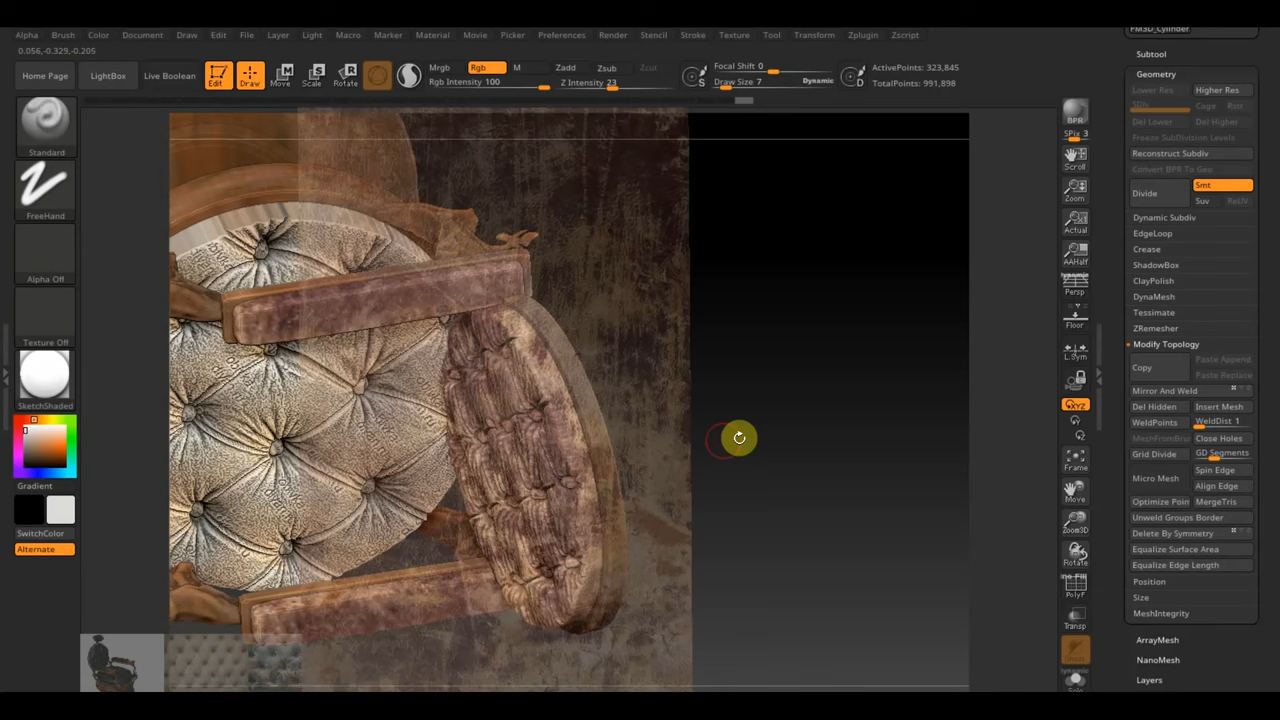 Alpha Brush Color Document Draw Edit File Layer Light Macro Marker Material Movie Picker Preferences Render Stencil Stroke Texture Tool Transform Zplugin Zscript
0.056,-0.329,-0.205
Home Page LightBox Live Boolean Edit Draw Move Scale Rotate
Mrgb Rgb M Zadd Zsub Zcut
Rgb Intensity 100 Z Intensity 23
Focal Shift 0
Draw Size 7 Dynamic
ActivePoints: 323,845
TotalPoints: 991,898
Standard
FreeHand
Alpha Off
Texture Off
SketchShaded
Gradient
SwitchColor
Alternate
BPR
SPix 3
Scroll
Zoom
Actual
AAHalf
Dynamic
Persp
Floor
L.Sym
XYZ
Frame
Move
Zoom3D
Rotate
PolyF
Transp
Dynamic
Solo
PM3D_Cylinder
Subtool
Geometry
Lower Res Higher Res
SDiv Cage Rstr
Del Lower Del Higher
Freeze SubDivision Levels
Reconstruct Subdiv
Convert BPR To Geo
Divide Smt
Suv ReUV
Dynamic Subdiv
EdgeLoop
Crease
ShadowBox
ClayPolish
DynaMesh
Tessimate
ZRemesher
Modify Topology
Copy Paste Append
Paste Replace
Mirror And Weld
Del Hidden Insert Mesh
WeldPoints WeldDist 1
MeshFromBru Close Holes
Grid Divide GD Segments
Micro Mesh Spin Edge
Align Edge
Optimize Poin MergeTris
Unweld Groups Border
Delete By Symmetry
Equalize Surface Area
Equalize Edge Length
Position
Size
MeshIntegrity
ArrayMesh
NanoMesh
Layers